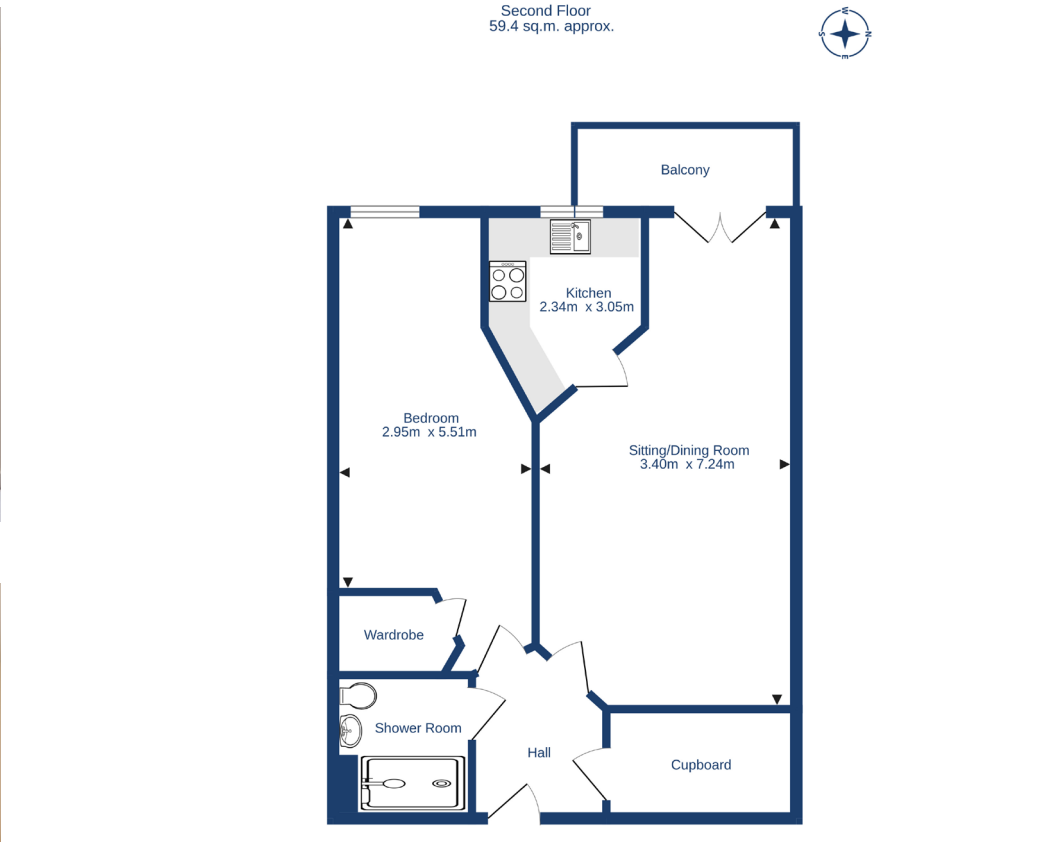 Second Floor
59.4 sq.m. approx.
W
S
N
E
Balcony
Kitchen
2.34m x 3.05m
Bedroom
2.95m x 5.51m
Sitting/Dining Room
3.40m x 7.24m
Wardrobe
Shower Room
Hall
Cupboard